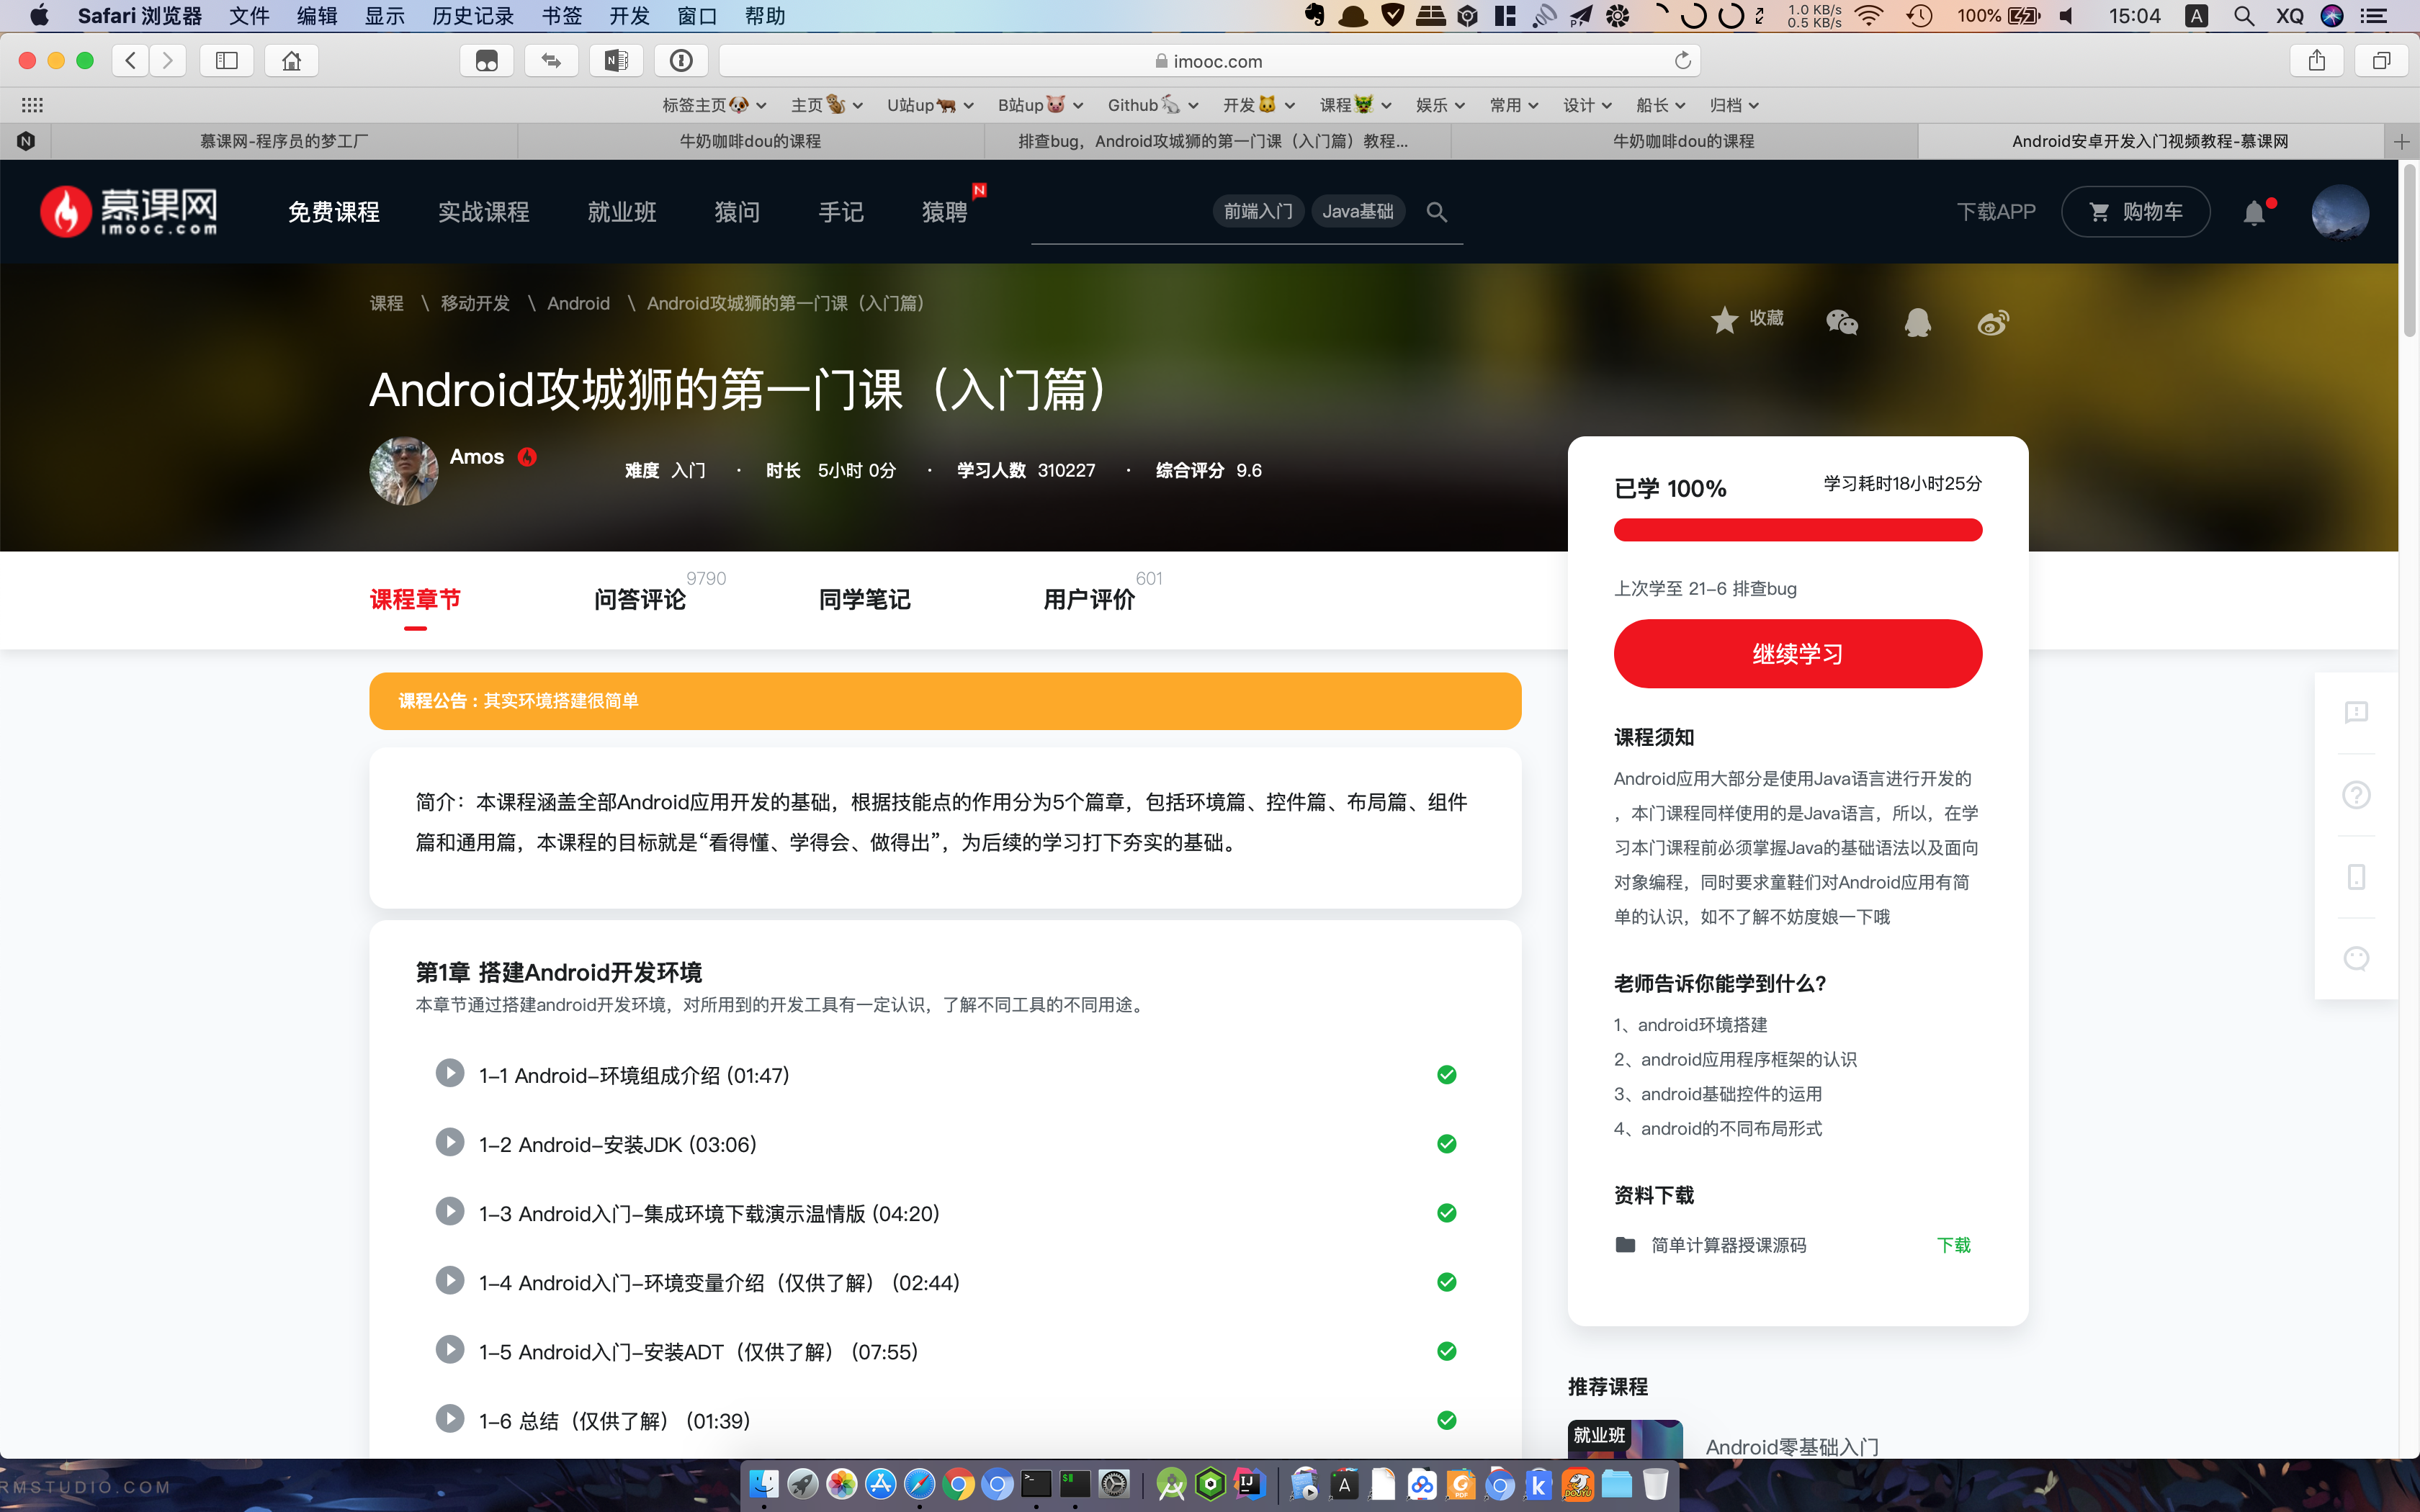 Safari 浏览器 文件 编辑 显示 历史记录 书签 开发 窗口 帮助 1.0 KB/s 0.5 KB/s 100% 15:04 A XQ
imooc.com
标签主页 主页 U站up B站up Github 开发 课程 娱乐 常用 设计 船长 归档
慕课网-程序员的梦工厂 牛奶咖啡dou的课程 排查bug，Android攻城狮的第一门课（入门篇）教程... 牛奶咖啡dou的课程 Android安卓开发入门视频教程-慕课网
慕课网 imooc.com 免费课程 实战课程 就业班 猿问 手记 猿聘 N 前端入门 Java基础 下载APP 购物车
课程 \ 移动开发 \ Android \ Android攻城狮的第一门课（入门篇）
收藏
Android攻城狮的第一门课（入门篇）
Amos
难度 入门 · 时长 5小时 0分 · 学习人数 310227 · 综合评分 9.6
课程章节 问答评论 9790 同学笔记 用户评价 601
课程公告：其实环境搭建很简单
简介：本课程涵盖全部Android应用开发的基础，根据技能点的作用分为5个篇章，包括环境篇、控件篇、布局篇、组件
篇和通用篇，本课程的目标就是“看得懂、学得会、做得出”，为后续的学习打下夯实的基础。
第1章 搭建Android开发环境
本章节通过搭建android开发环境，对所用到的开发工具有一定认识，了解不同工具的不同用途。
1-1 Android-环境组成介绍 (01:47)
1-2 Android-安装JDK (03:06)
1-3 Android入门-集成环境下载演示温情版 (04:20)
1-4 Android入门-环境变量介绍（仅供了解） (02:44)
1-5 Android入门-安装ADT（仅供了解） (07:55)
1-6 总结（仅供了解） (01:39)
已学 100% 学习耗时18小时25分
上次学至 21-6 排查bug
继续学习
课程须知
Android应用大部分是使用Java语言进行开发的
，本门课程同样使用的是Java语言，所以，在学
习本门课程前必须掌握Java的基础语法以及面向
对象编程，同时要求童鞋们对Android应用有简
单的认识，如不了解不妨度娘一下哦
老师告诉你能学到什么？
1、android环境搭建
2、android应用程序框架的认识
3、android基础控件的运用
4、android的不同布局形式
资料下载
简单计算器授课源码 下载
推荐课程
就业班
Android零基础入门
RMSTUDIO.COM